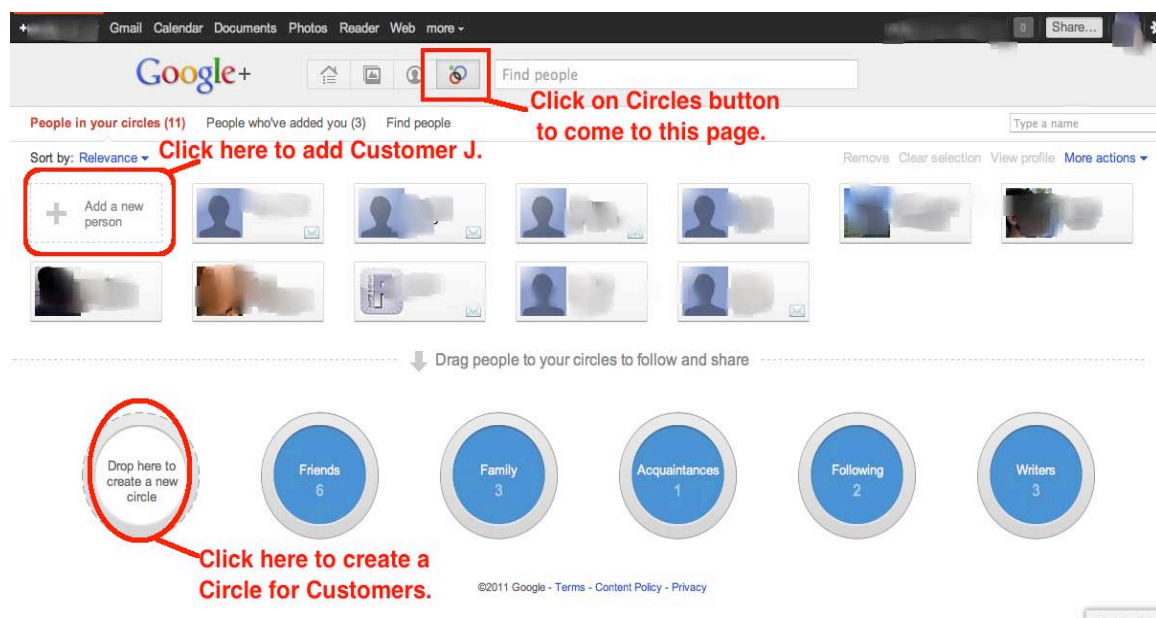 +
Gmail Calendar Documents Photos Reader Web more
0 Share...
Google+
Find people
Click on Circles button
to come to this page.
People in your circles (11) People who've added you (3) Find people
Type a name
Click here to add Customer J.
Sort by: Relevance
Remove Clear selection View profile More actions
Add a new
person
Drag people to your circles to follow and share
Drop here to
create a new
circle
Friends
6
Family
3
Acquaintances
1
Following
2
Writers
3
Click here to create a
Circle for Customers.
©2011 Google - Terms - Content Policy - Privacy